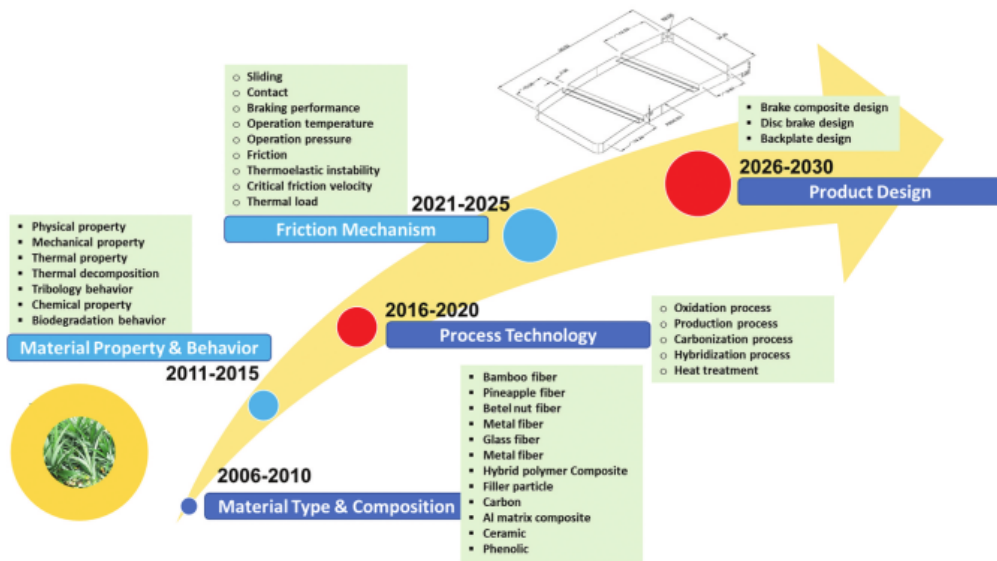 Sliding
Contact
Braking performance
Operation temperature
Operation pressure
Friction
Thermoelastic instability
Critical friction velocity
Thermal load
2021-2025
Friction Mechanism
Brake composite design
Disc brake design
Backplate design
2026-2030
Product Design
Physical property
Mechanical property
Thermal property
Thermal decomposition
Tribology behavior
Chemical property
Biodegradation behavior
Material Property & Behavior
2011-2015
2016-2020
Process Technology
Oxidation process
Production process
Carbonization process
Hybridization process
Heat treatment
2006-2010
Material Type & Composition
Bamboo fiber
Pineapple fiber
Betel nut fiber
Metal fiber
Glass fiber
Metal fiber
Hybrid polymer Composite
Filler particle
Carbon
Al matrix composite
Ceramic
Phenolic